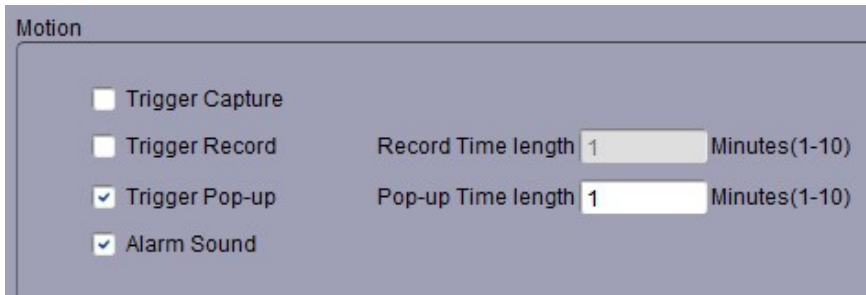 Motion
Trigger Capture
Trigger Record Record Time length 1 Minutes(1-10)
Trigger Pop-up Pop-up Time length 1 Minutes(1-10)
Alarm Sound